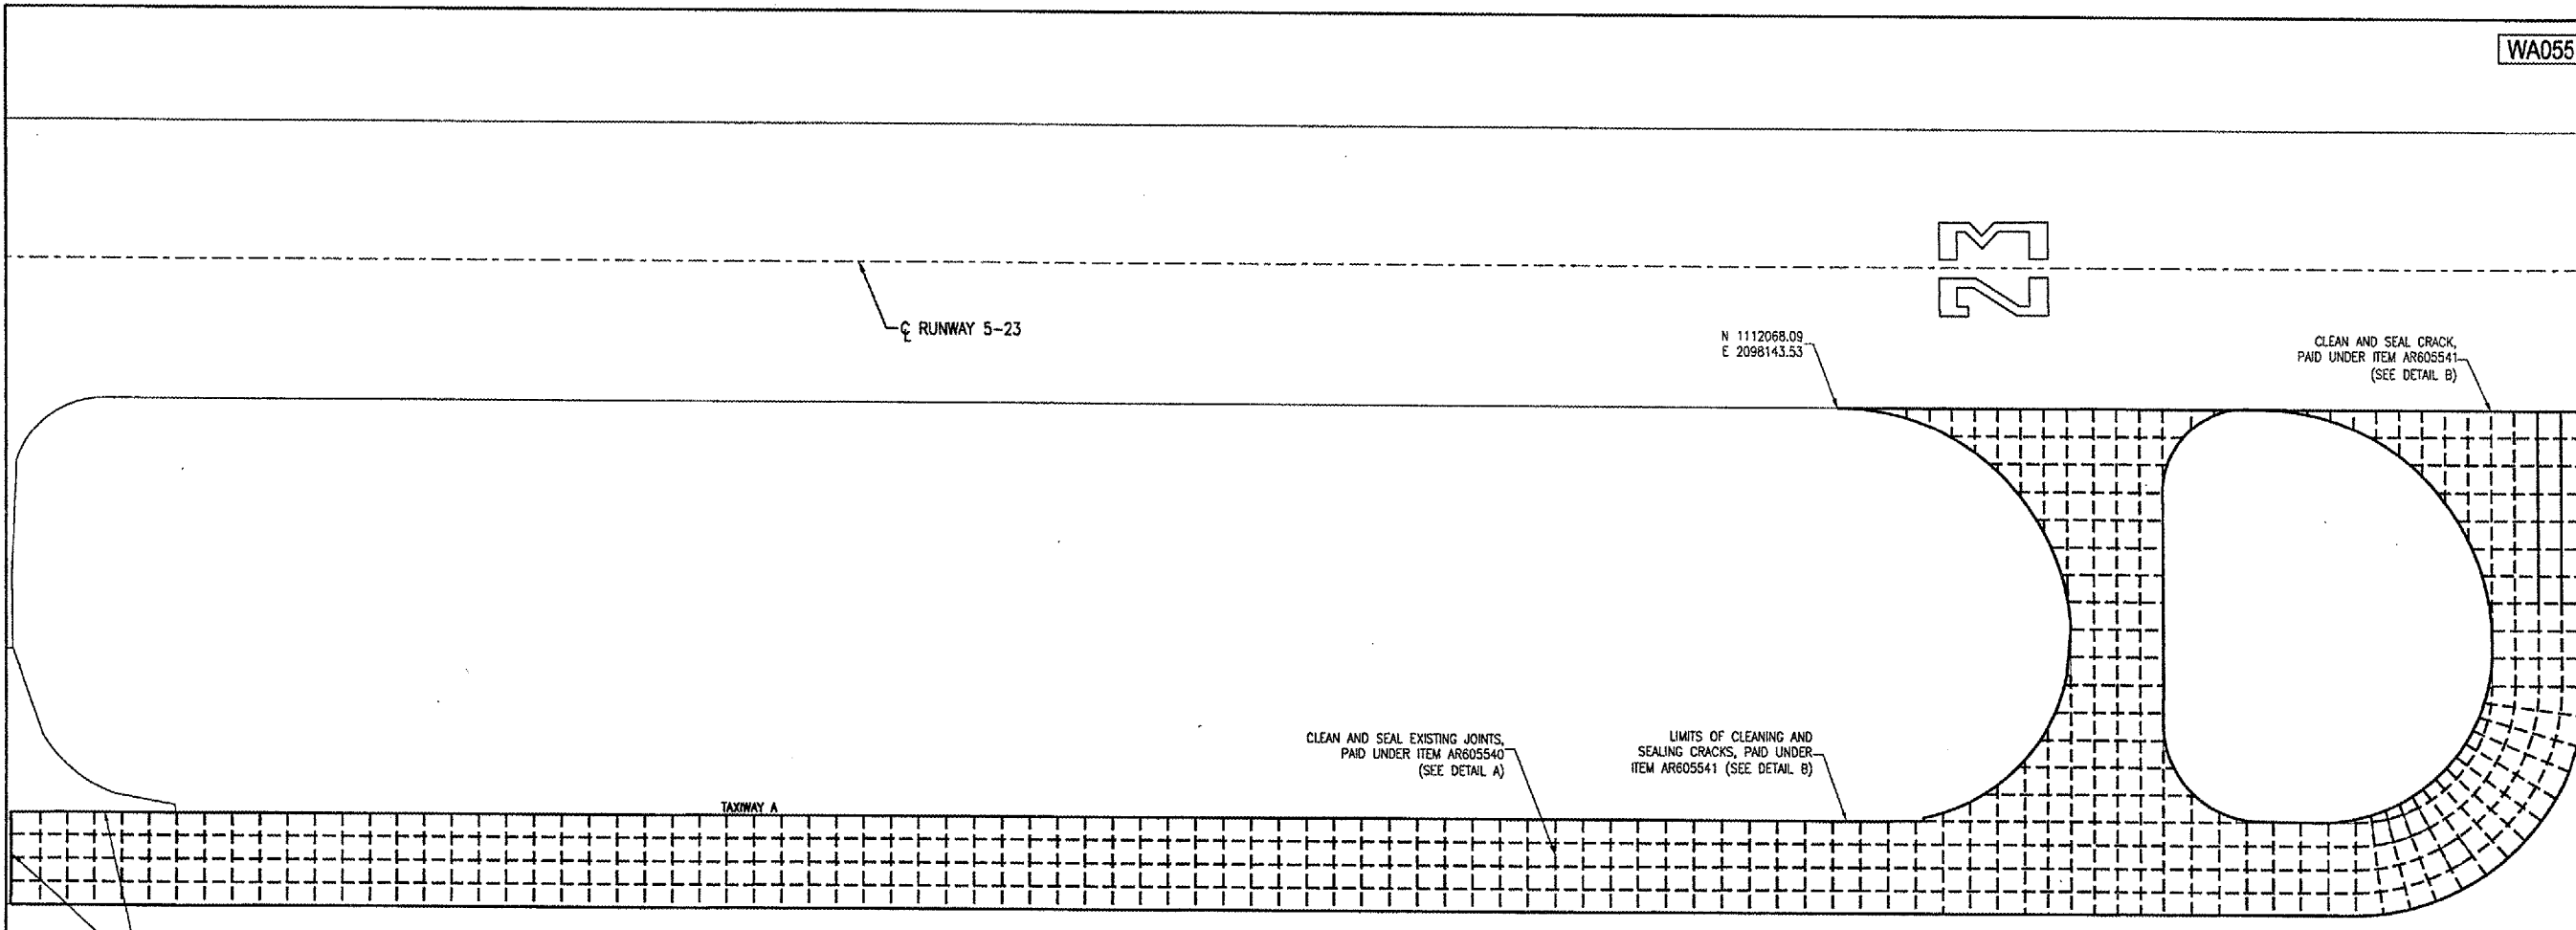 WA055
℄ RUNWAY 5-23
23
N 1112068.09
E 2098143.53
CLEAN AND SEAL CRACK,
PAID UNDER ITEM AR605541
(SEE DETAIL B)
CLEAN AND SEAL EXISTING JOINTS,
PAID UNDER ITEM AR605540
(SEE DETAIL A)
LIMITS OF CLEANING AND
SEALING CRACKS, PAID UNDER
ITEM AR605541 (SEE DETAIL B)
TAXIWAY A